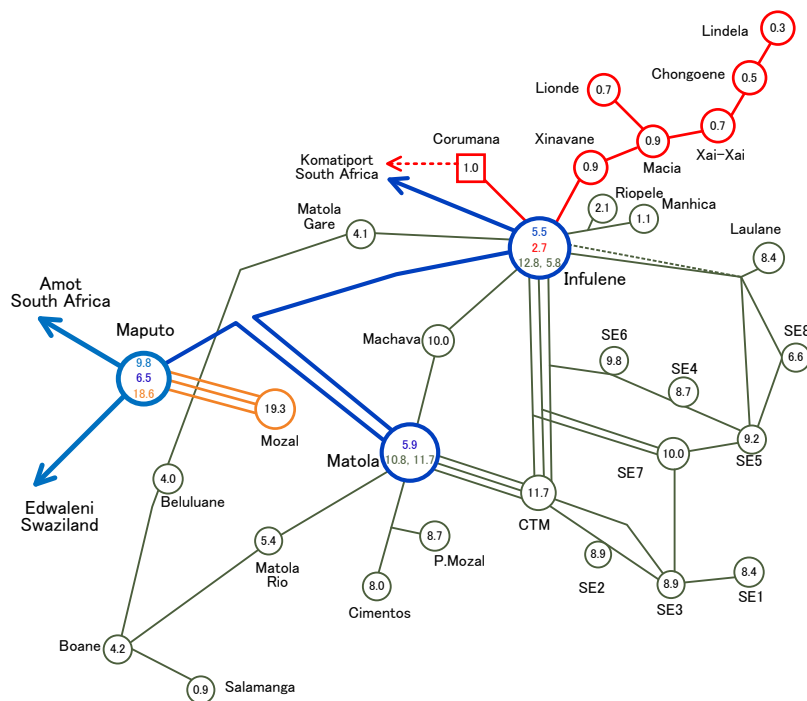 Lindela
0.3
Chongoene
0.5
Lionde
0.7
0.7
Xai-Xai
Corumana
1.0
Xinavane
0.9
0.9
Macia
Komatiport
South Africa
Riopele
2.1
Manhica
1.1
Matola
Gare
4.1
5.5
2.7
12.8, 5.8
Infulene
Laulane
8.4
Amot
South Africa
Maputo
9.8
6.5
18.6
Machava
10.0
SE6
9.8
SE4
8.7
SE8
6.6
19.3
Mozal
Matola
5.9
10.8, 11.7
SE5
9.2
10.0
SE7
Edwaleni
Swaziland
4.0
Beluluane
11.7
CTM
5.4
Matola
Rio
8.7
P.Mozal
8.0
Cimentos
8.9
SE2
8.9
SE3
8.4
SE1
Boane
4.2
0.9
Salamanga